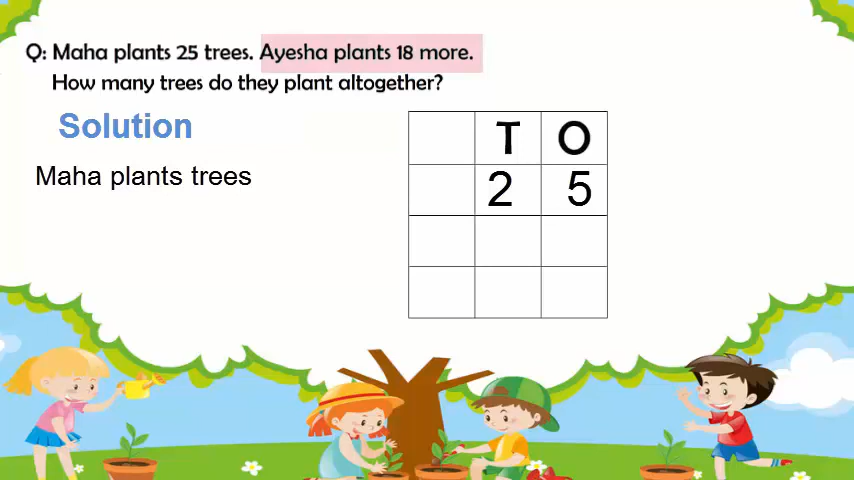 Q: Maha plants 25 trees. Ayesha plants 18 more.
How many trees do they plant altogether?
Solution
T O
Maha plants trees 2 5